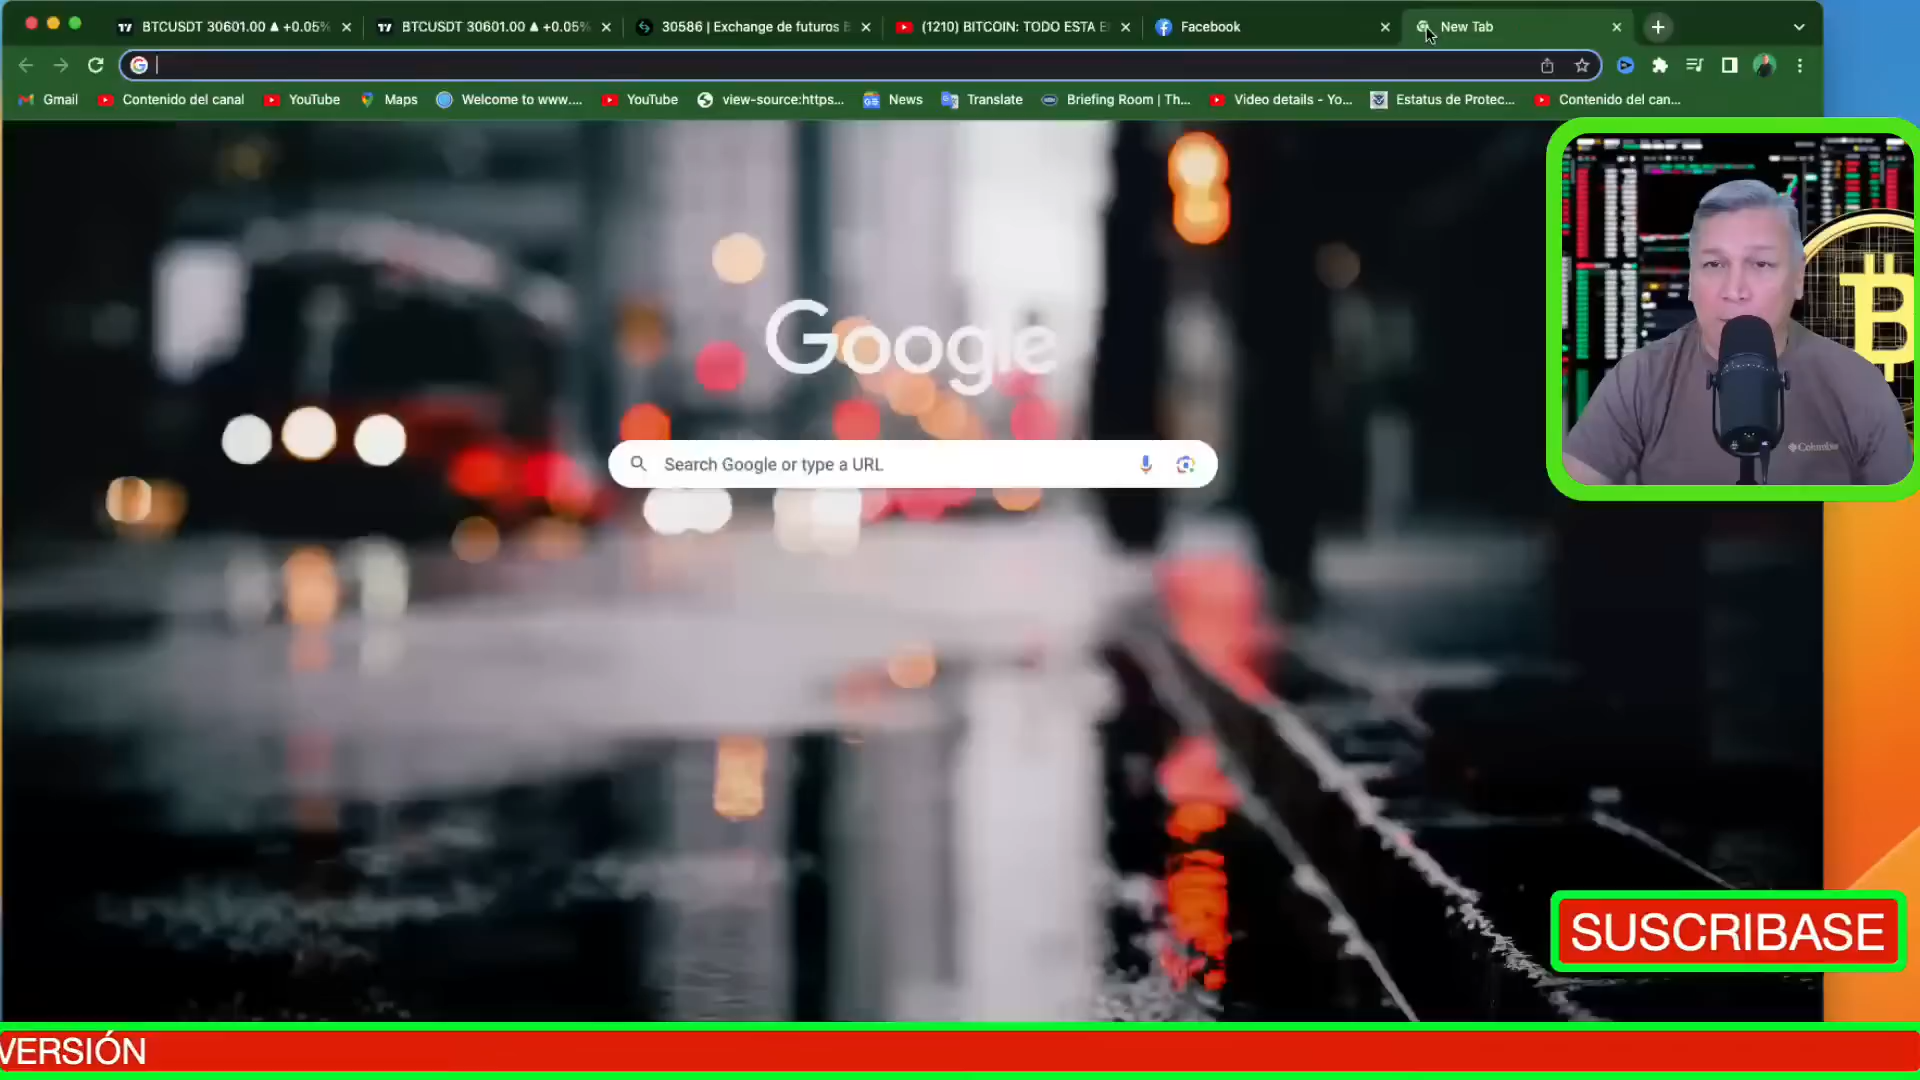 BTCUSDT 30601.00 ▲ +0.05%
BTCUSDT 30601.00 ▲ +0.05%
30586 | Exchange de futuros B
(1210) BITCOIN: TODO ESTA E
Facebook
New Tab
Gmail
Contenido del canal
YouTube
Maps
Welcome to www....
YouTube
view-source:https...
News
Translate
Briefing Room | Th...
Video details - Yo...
Estatus de Protec...
Contenido del can...
Google
Search Google or type a URL
Columbia
SUSCRIBASE
VERSIÓN